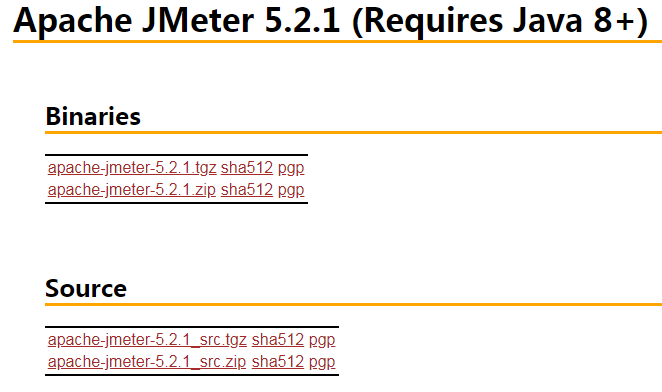 Apache JMeter 5.2.1 (Requires Java 8+)
Binaries
apache-jmeter-5.2.1.tgz sha512 pgp
apache-jmeter-5.2.1.zip sha512 pgp
Source
apache-jmeter-5.2.1_src.tgz sha512 pgp
apache-jmeter-5.2.1_src.zip sha512 pgp